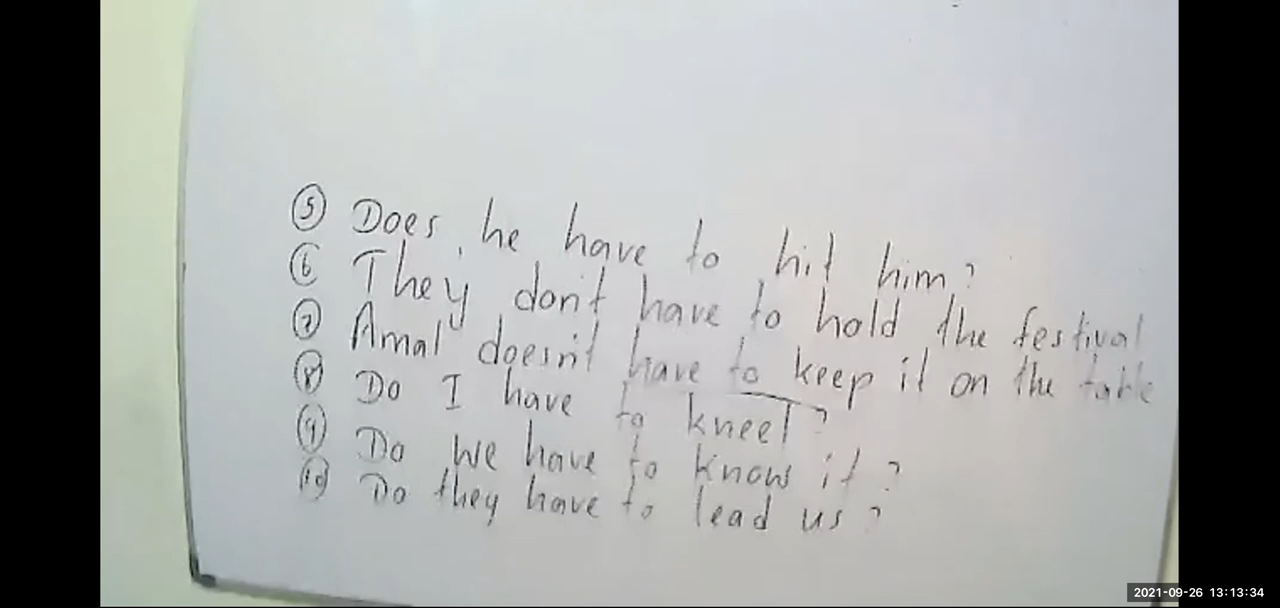 ⑤ Does he have to hit him?
⑥ They don't have to hold the festival
⑦ Amal doesn't have to keep it on the table
⑧ Do I have to kneel?
⑨ Do we have to know it?
⑩ Do they have to lead us?
2021-09-26 13:13:34